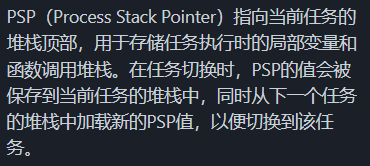 PSP（Process Stack Pointer）指向当前任务的
堆栈顶部，用于存储任务执行时的局部变量和
函数调用堆栈。在任务切换时，PSP的值会被
保存到当前任务的堆栈中，同时从下一个任务
的堆栈中加载新的PSP值，以便切换到该任
务。